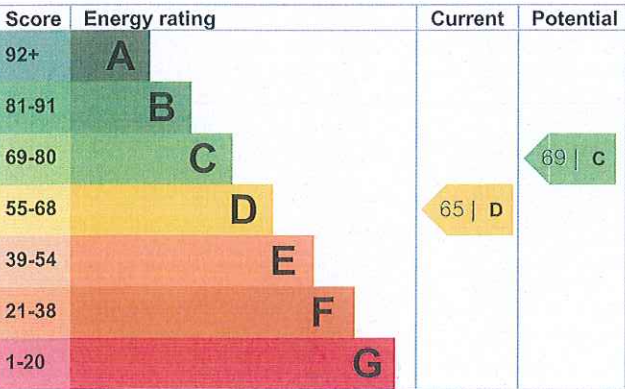 Score Energy rating Current Potential
92+ A
81-91 B
69-80 C 69 | C
55-68 D 65 | D
39-54 E
21-38 F
1-20 G